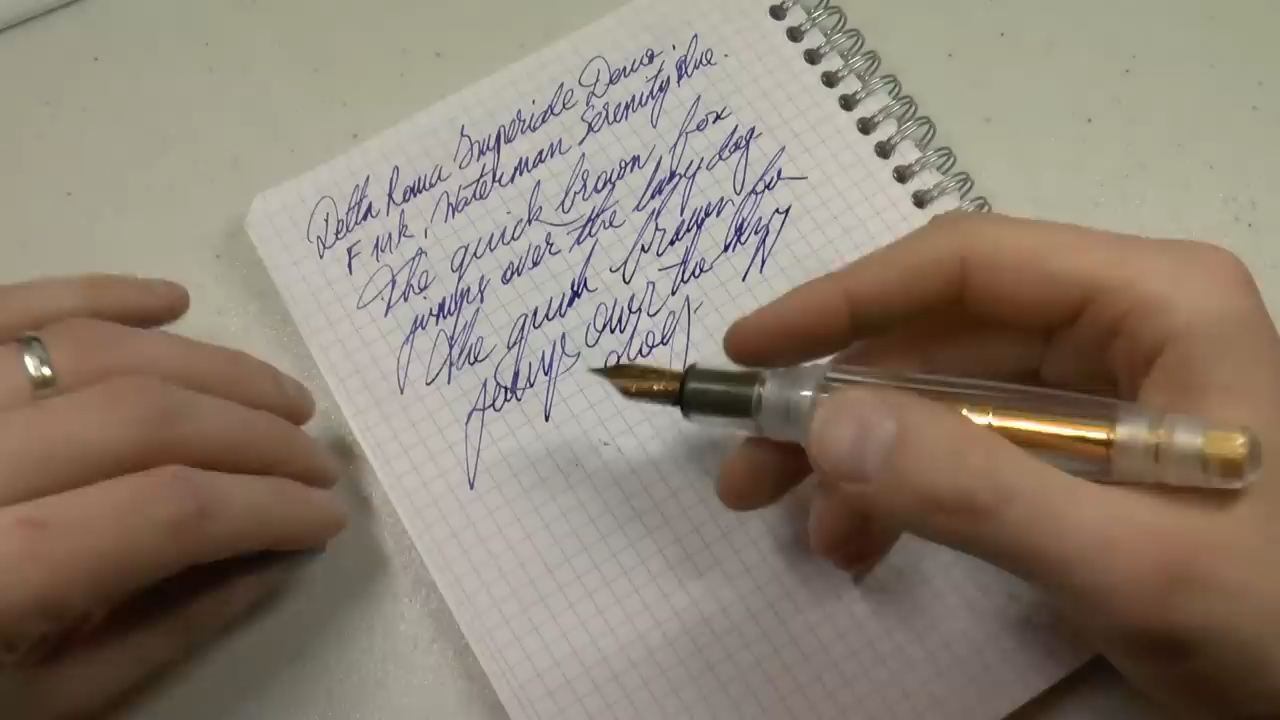 Delta Roma Imperiale Demo.
F 14k, Waterman Serenity Blue.
The quick brown fox
jumps over the lazy dog
The quick brown fox
jumps over the lazy
dog.